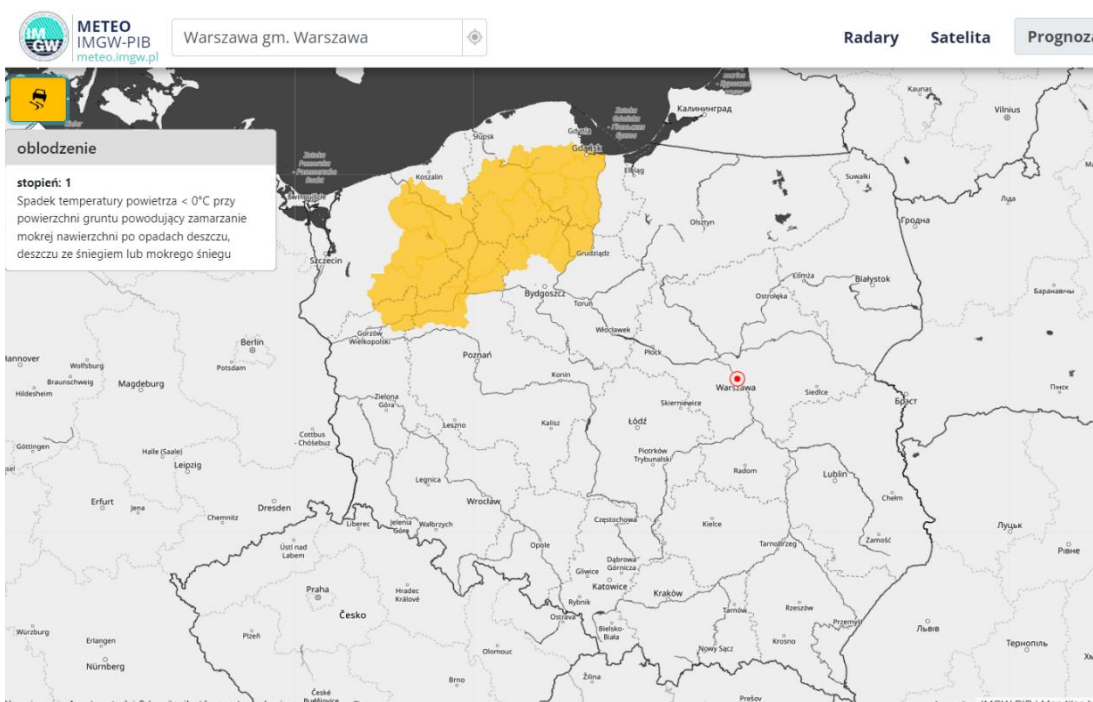 METEO
IMGW-PIB
meteo.imgw.pl
Warszawa gm. Warszawa
Radary
Satelita
Prognoza
oblodzenie
stopień: 1
Spadek temperatury powietrza < 0°C przy
powierzchni gruntu powodujący zamarzanie
mokrej nawierzchni po opadach deszczu,
deszczu ze śniegiem lub mokrego śniegu
Słupsk
Gdynia
Gdańsk
Koszalin
Elbląg
Калининград
Kaunas
Vilnius
Suwałki
Ліда
Гродна
Szczecin
Olsztyn
Grudziądz
Łomża
Białystok
Баранавічы
Bydgoszcz
Toruń
Ostrołęka
Włocławek
Gorzów
Wielkopolski
Berlin
Potsdam
Hannover
Wolfsburg
Braunschweig
Hildesheim
Magdeburg
Poznań
Konin
Płock
Warszawa
Siedlce
Брэст
Пінск
Zielona
Góra
Skierniewice
Łódź
Leszno
Kalisz
Cottbus
- Chóśebuz
Piotrków
Trybunalski
Göttingen
Halle (Saale)
Leipzig
Radom
Lublin
Legnica
Chełm
Erfurt
Jena
Chemnitz
Dresden
Wrocław
Liberec
Jelenia
Góra
Wałbrzych
Częstochowa
Kielce
Луцьк
Рівне
Opole
Tarnobrzeg
Zamość
Ústí nad
Labem
Dąbrowa
Górnicza
Gliwice
Katowice
Praha
Hradec
Králové
Rybnik
Kraków
Česko
Ostrava
Tarnów
Rzeszów
Przemyśl
Львів
Würzburg
Erlangen
Plzeň
Bielsko-
Biała
Nowy Sącz
Krosno
Тернопіль
Nürnberg
Olomouc
Brno
Žilina
České
Budějovice
Prešov